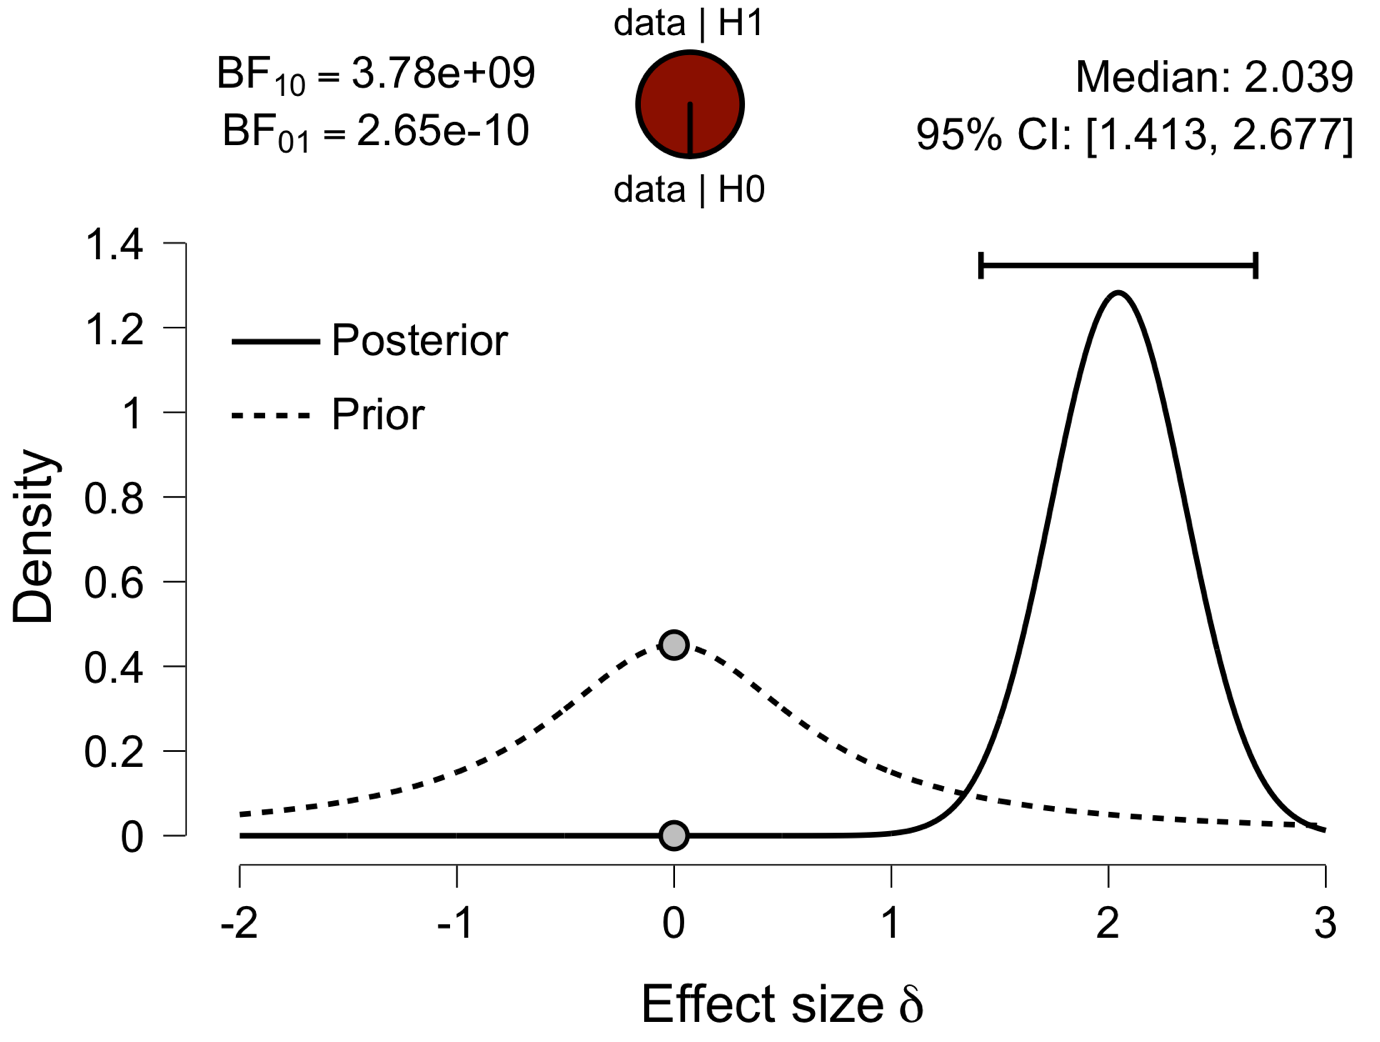 data | H1
BF10 = 3.78e+09
BF01 = 2.65e-10
Median: 2.039
95% CI: [1.413, 2.677]
data | H0
1.4
1.2
1
0.8
0.6
0.4
0.2
0
Density
Posterior
Prior
-2 -1 0 1 2 3
Effect size δ